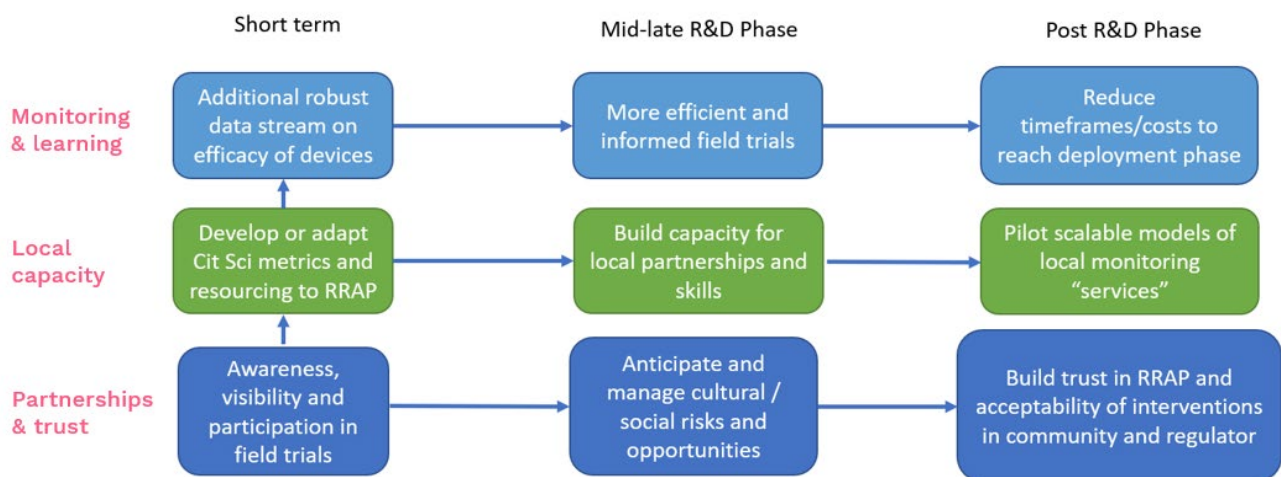 Short term
Mid-late R&D Phase
Post R&D Phase
Monitoring
& learning
Additional robust
data stream on
efficacy of devices
More efficient and
informed field trials
Reduce
timeframes/costs to
reach deployment phase
Local
capacity
Develop or adapt
Cit Sci metrics and
resourcing to RRAP
Build capacity for
local partnerships and
skills
Pilot scalable models of
local monitoring
“services”
Partnerships
& trust
Awareness,
visibility and
participation in
field trials
Anticipate and
manage cultural /
social risks and
opportunities
Build trust in RRAP and
acceptability of interventions
in community and regulator